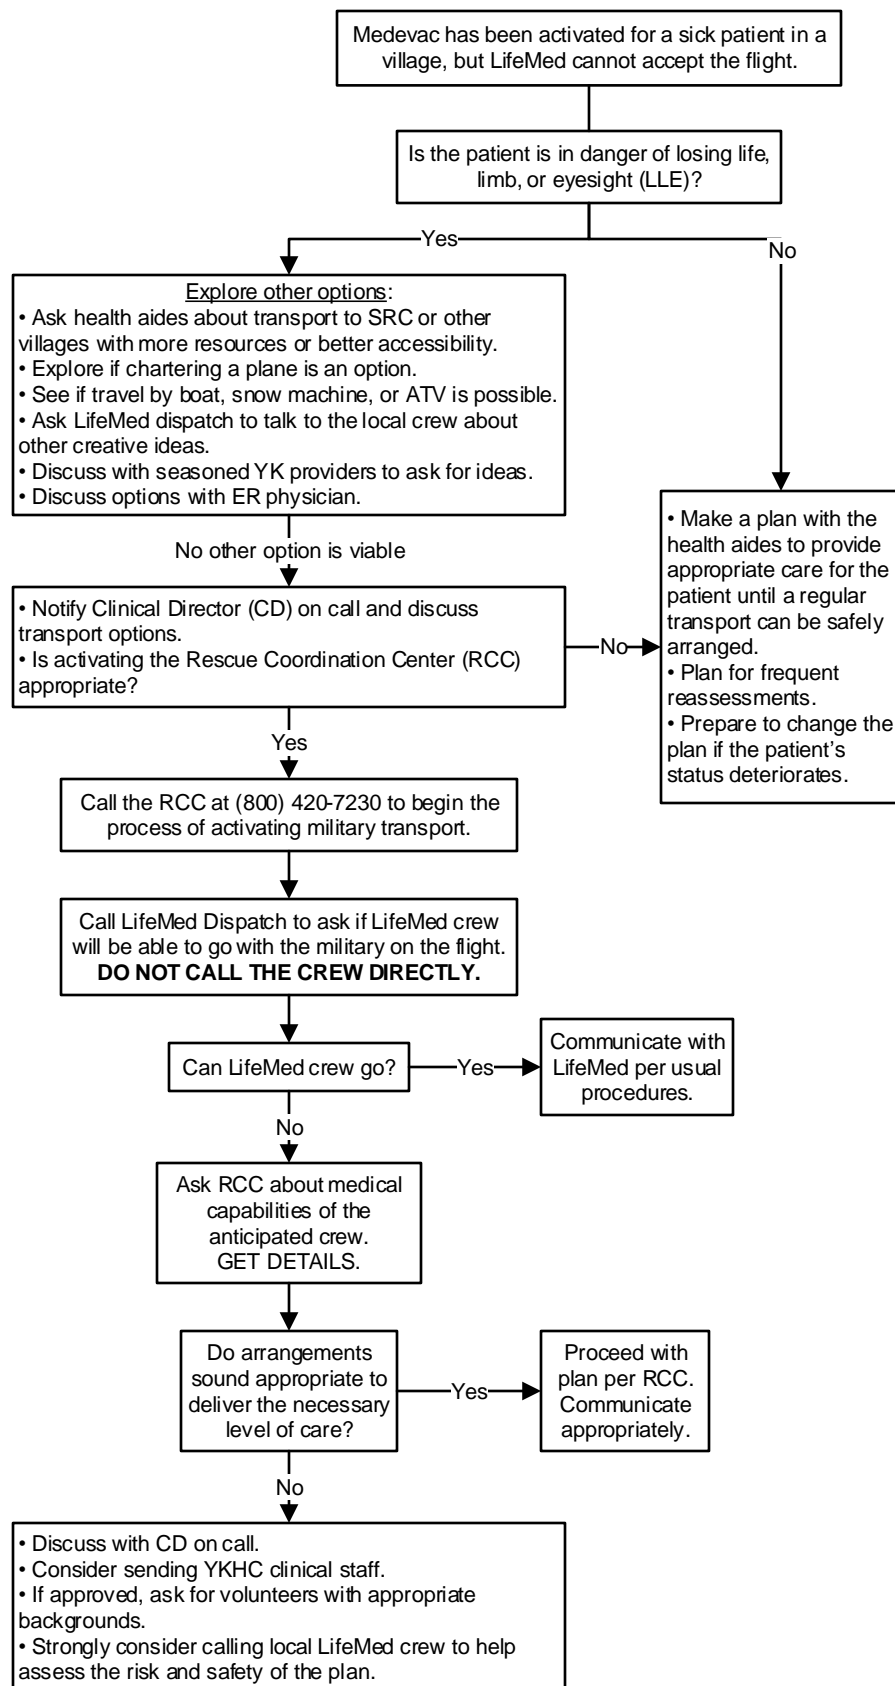 Medevac has been activated for a sick patient in a
village, but LifeMed cannot accept the flight.
Is the patient is in danger of losing life,
limb, or eyesight (LLE)?
Yes
No
Explore other options:
• Ask health aides about transport to SRC or other
villages with more resources or better accessibility.
• Explore if chartering a plane is an option.
• See if travel by boat, snow machine, or ATV is possible.
• Ask LifeMed dispatch to talk to the local crew about
other creative ideas.
• Discuss with seasoned YK providers to ask for ideas.
• Discuss options with ER physician.
No other option is viable
• Notify Clinical Director (CD) on call and discuss
transport options.
• Is activating the Rescue Coordination Center (RCC)
appropriate?
No
• Make a plan with the
health aides to provide
appropriate care for the
patient until a regular
transport can be safely
arranged.
• Plan for frequent
reassessments.
• Prepare to change the
plan if the patient's
status deteriorates.
Yes
Call the RCC at (800) 420-7230 to begin the
process of activating military transport.
Call LifeMed Dispatch to ask if LifeMed crew
will be able to go with the military on the flight.
DO NOT CALL THE CREW DIRECTLY.
Can LifeMed crew go?
Yes
Communicate with
LifeMed per usual
procedures.
No
Ask RCC about medical
capabilities of the
anticipated crew.
GET DETAILS.
Do arrangements
sound appropriate to
deliver the necessary
level of care?
Yes
Proceed with
plan per RCC.
Communicate
appropriately.
No
• Discuss with CD on call.
• Consider sending YKHC clinical staff.
• If approved, ask for volunteers with appropriate
backgrounds.
• Strongly consider calling local LifeMed crew to help
assess the risk and safety of the plan.